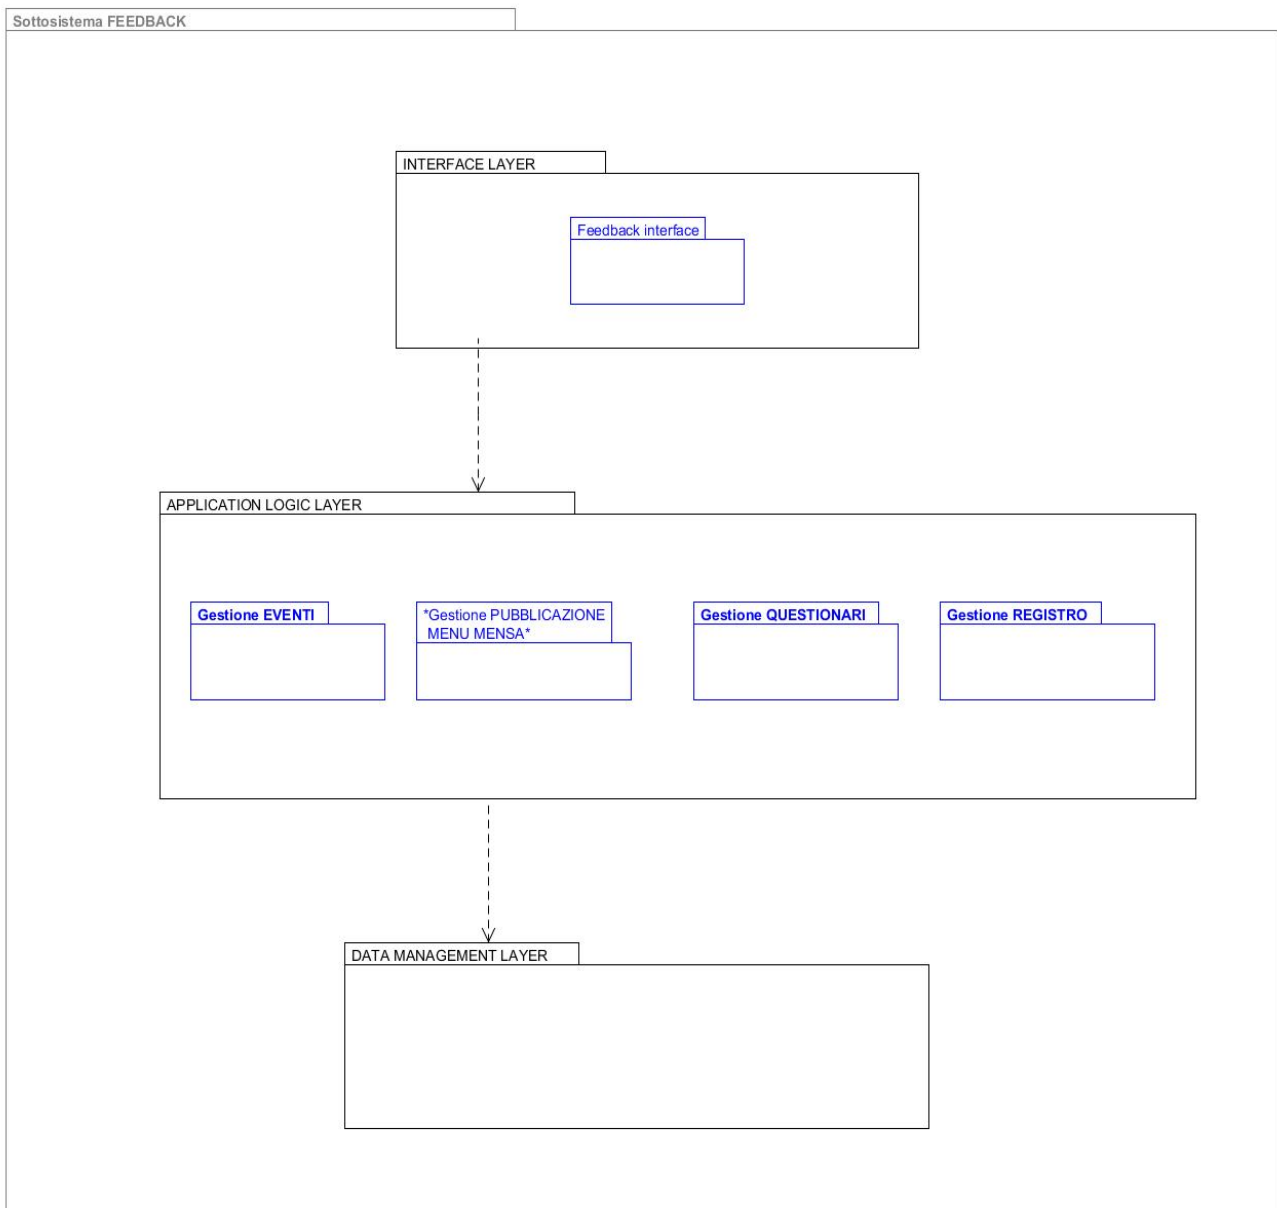 Sottosistema FEEDBACK
INTERFACE LAYER
Feedback interface
APPLICATION LOGIC LAYER
Gestione EVENTI
*Gestione PUBBLICAZIONE
MENU MENSA*
Gestione QUESTIONARI
Gestione REGISTRO
DATA MANAGEMENT LAYER